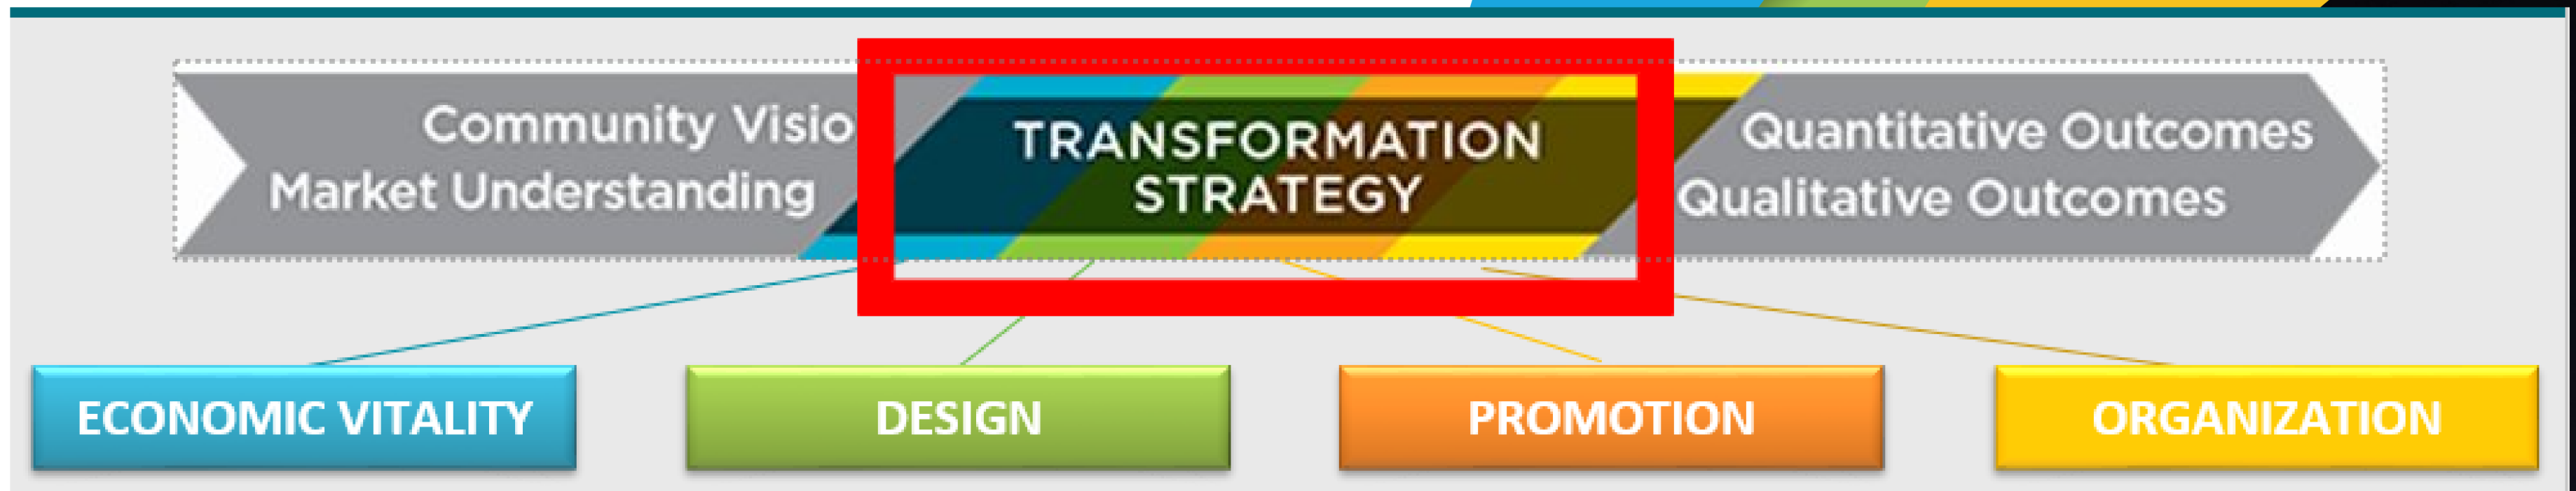 Community Visio
Market Understanding
TRANSFORMATION
STRATEGY
Quantitative Outcomes
Qualitative Outcomes
ECONOMIC VITALITY
DESIGN
PROMOTION
ORGANIZATION